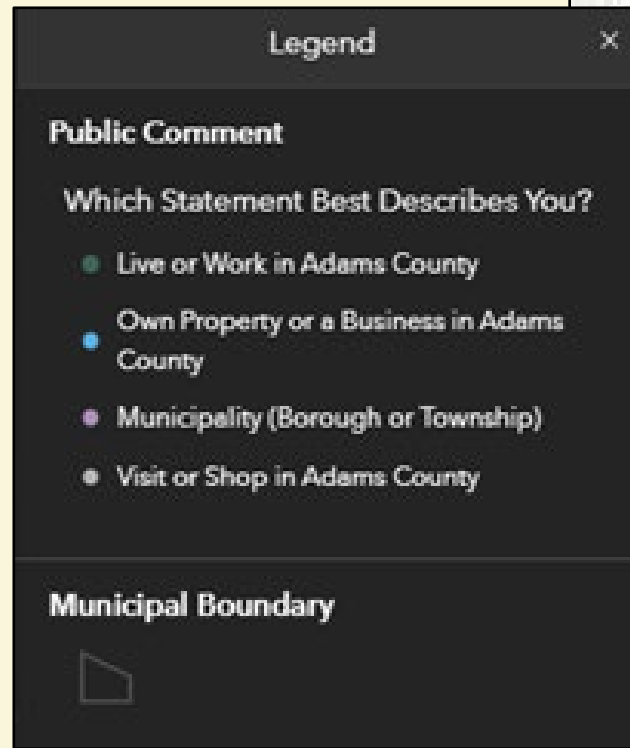 Legend
Public Comment
Which Statement Best Describes You?
Live or Work in Adams County
Own Property or a Business in Adams
County
Municipality (Borough or Township)
Visit or Shop in Adams County
Municipal Boundary